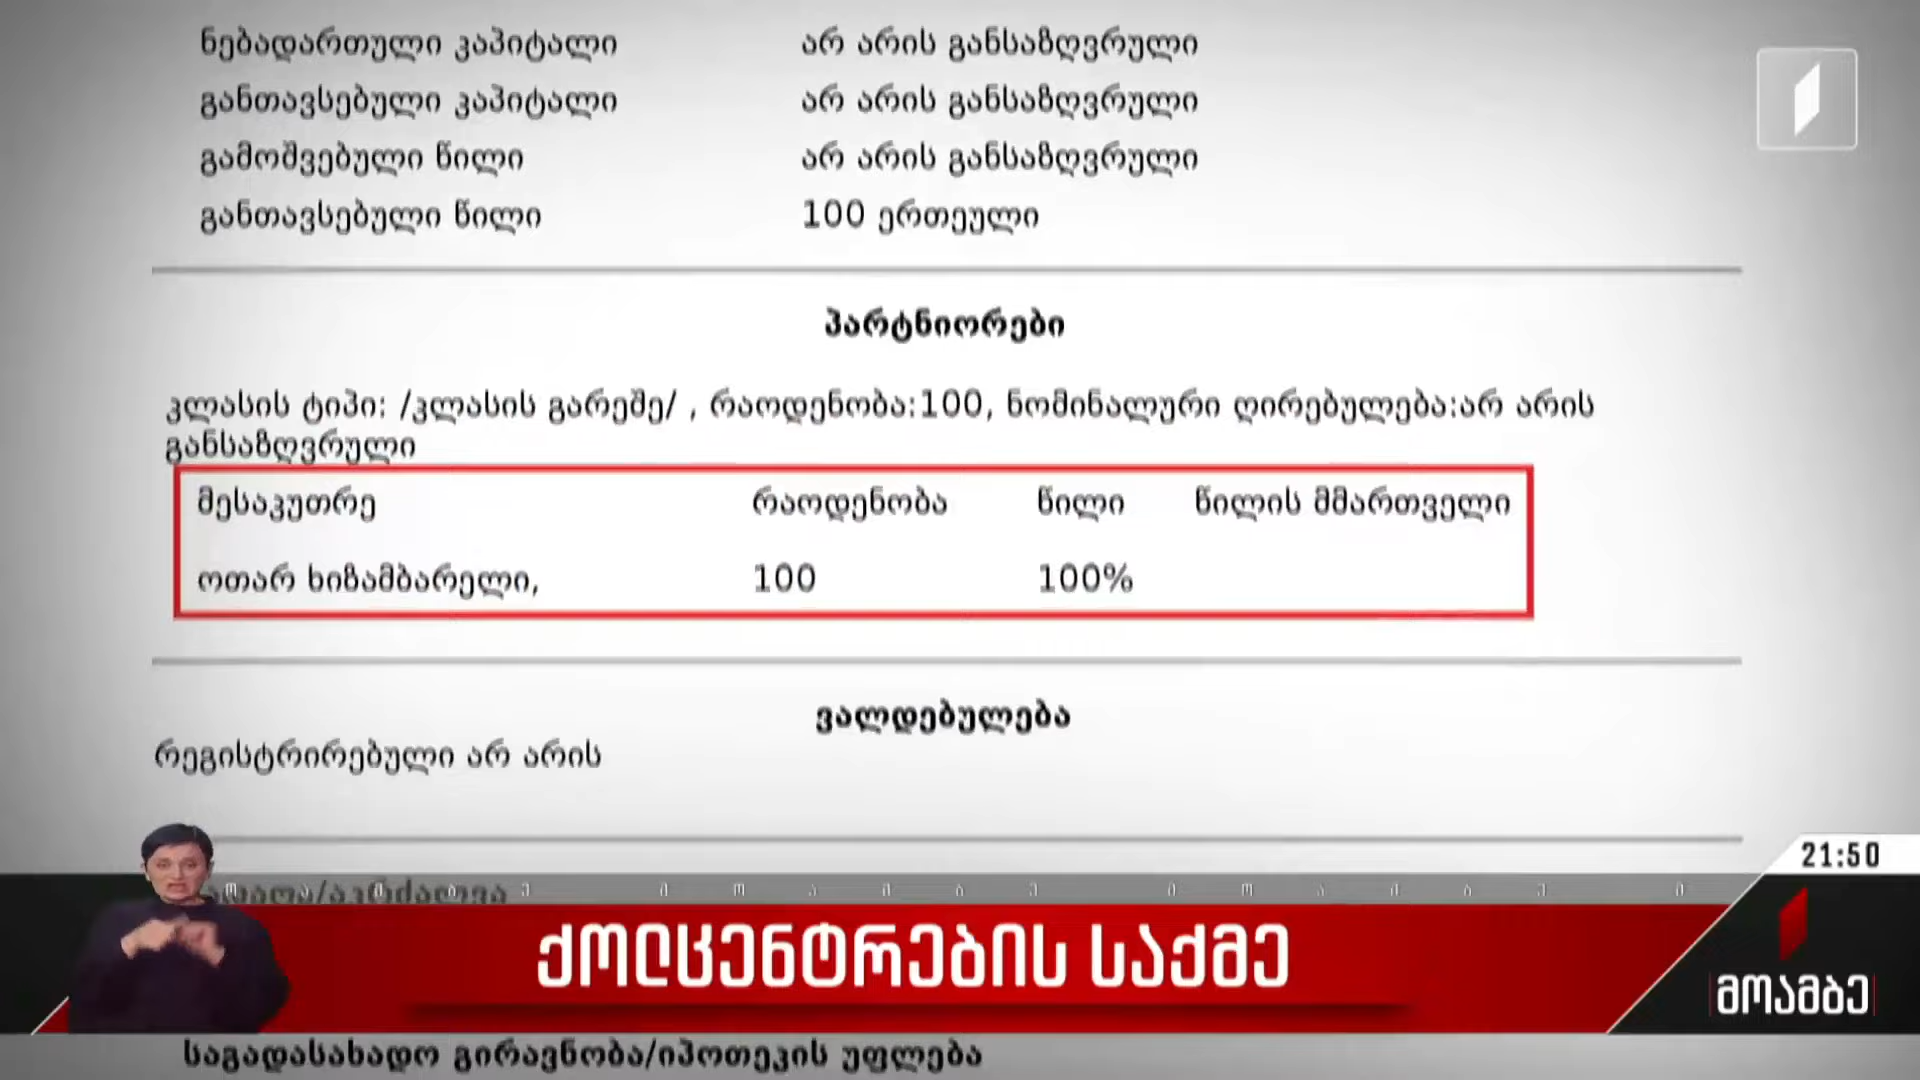 ნებადართული კაპიტალი არ არის განსაზღვრული
განთავსებული კაპიტალი არ არის განსაზღვრული
გამოშვებული წილი არ არის განსაზღვრული
განთავსებული წილი 100 ერთეული
პარტნიორები
კლასის ტიპი: /კლასის გარეშე/ , რაოდენობა:100, ნომინალური ღირებულება:არ არის
განსაზღვრული
მესაკუთრე რაოდენობა წილი წილის მმართველი
ოთარ ხიზამბარელი, 100 100%
ვალდებულება
რეგისტრირებული არ არის
21:50
ქოლცენტრების საქმე
მოამბე
საგადასახადო გირავნობა/იპოთეკის უფლება